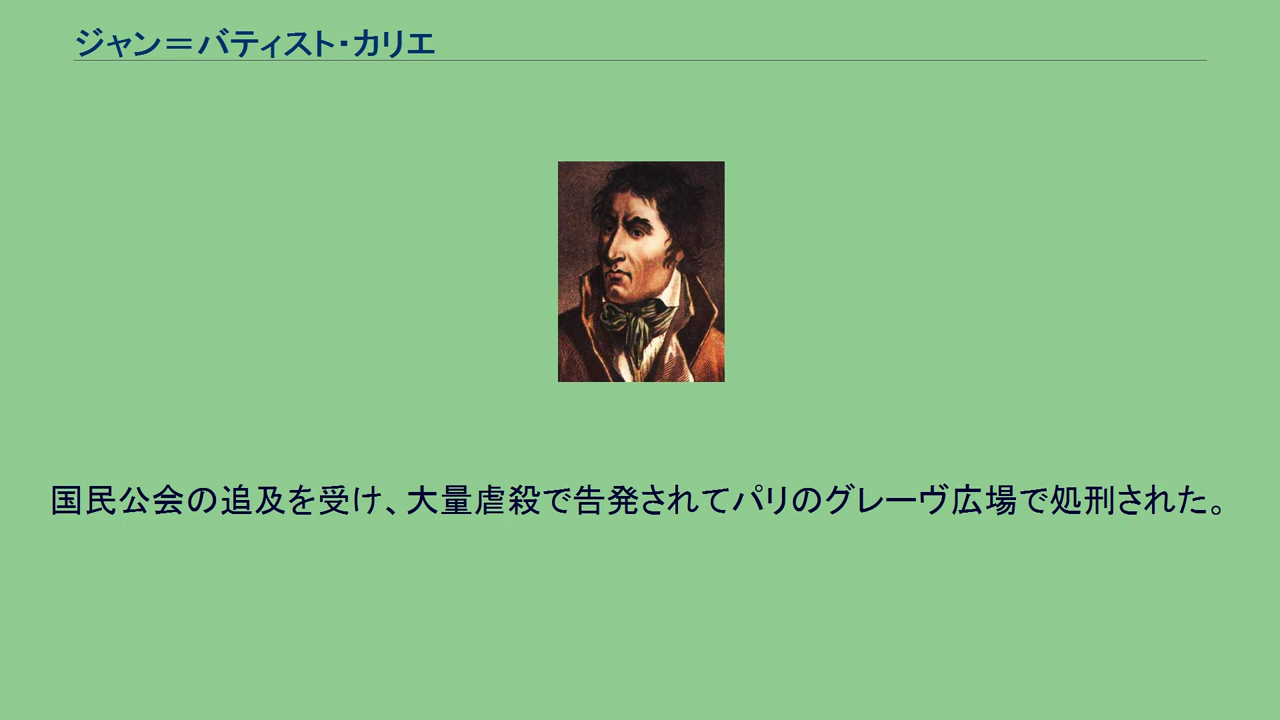 ジャン＝バティスト・カリエ
国民公会の追及を受け、大量虐殺で告発されてパリのグレーヴ広場で処刑された。